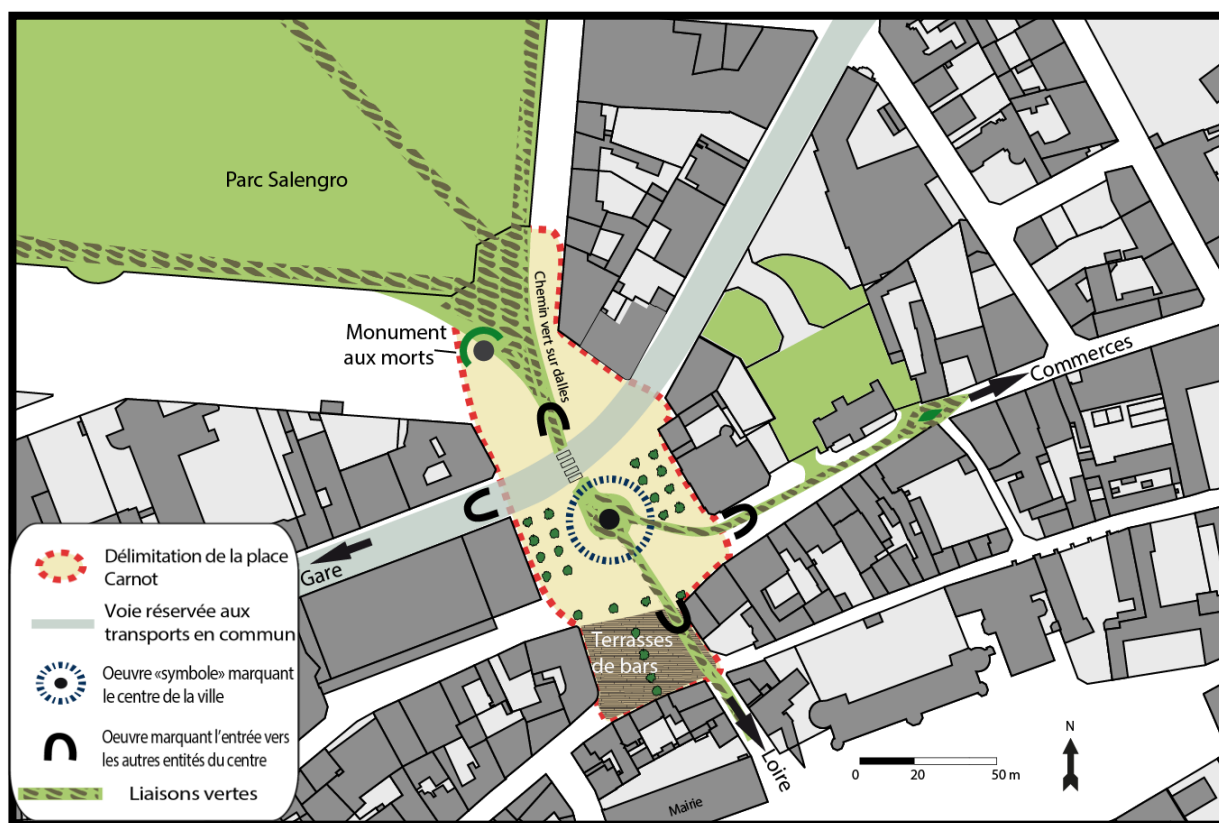 Parc Salengro
Chemin vert sur dalles
Monument
aux morts
Commerces
Gare
Terrasses
de bars
Loire
Mairie
Délimitation de la place
Carnot
Voie réservée aux
transports en commun
Oeuvre «symbole» marquant
le centre de la ville
Oeuvre marquant l'entrée vers
les autres entités du centre
Liaisons vertes
N
0 20 50 m